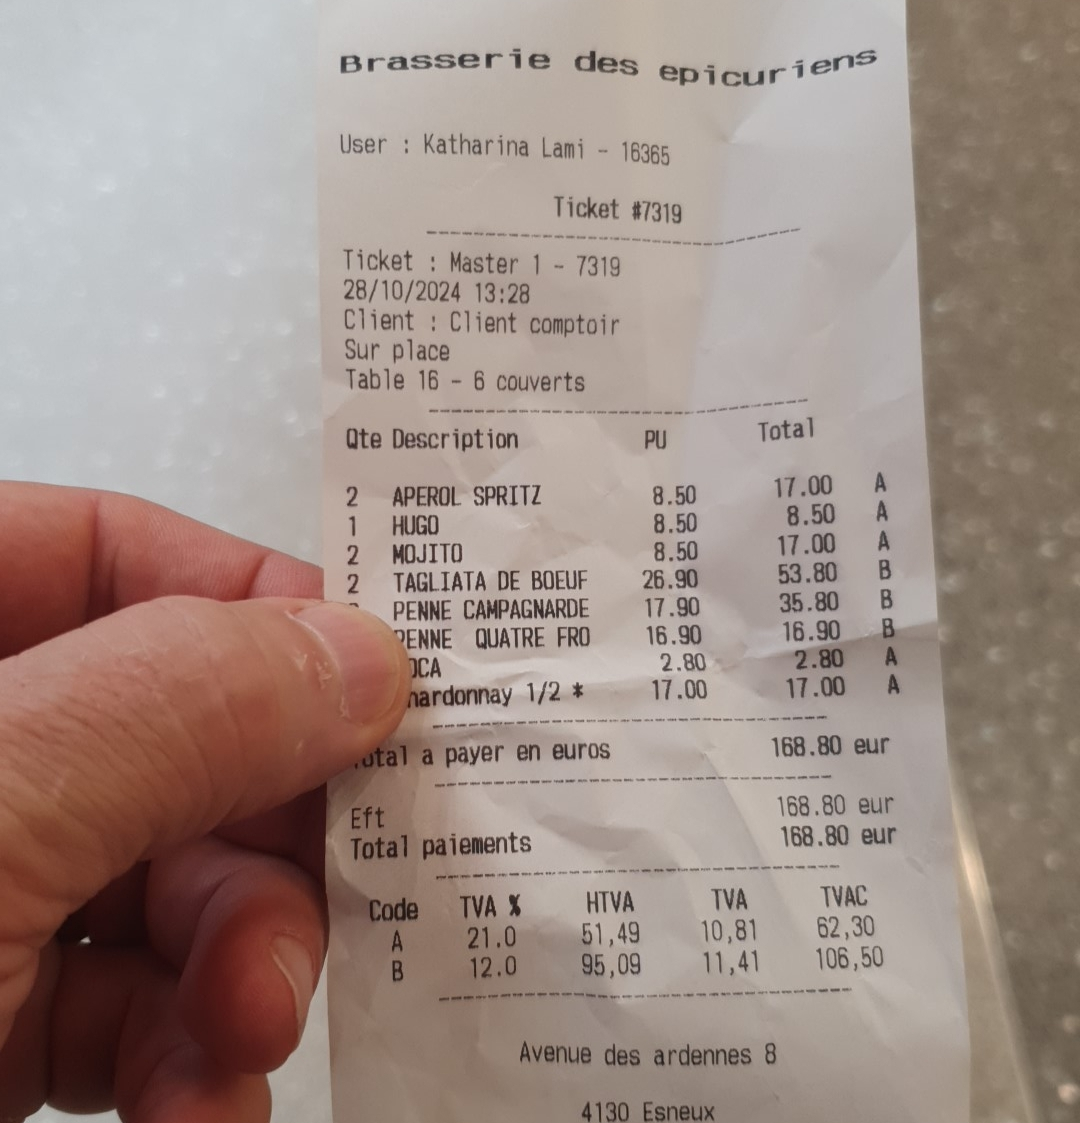 Brasserie des epicuriens
User : Katharina Lami - 16365
Ticket #7319
Ticket : Master 1 - 7319
28/10/2024 13:28
Client : Client comptoir
Sur place
Table 16 - 6 couverts
Qte Description PU Total
2 APEROL SPRITZ 8.50 17.00 A
1 HUGO 8.50 8.50 A
2 MOJITO 8.50 17.00 A
2 TAGLIATA DE BOEUF 26.90 53.80 B
PENNE CAMPAGNARDE 17.90 35.80 B
PENNE QUATRE FRO 16.90 16.90 B
OCA 2.80 2.80 A
hardonnay 1/2 * 17.00 17.00 A
Total a payer en euros 168.80 eur
Eft 168.80 eur
Total paiements 168.80 eur
Code TVA % HTVA TVA TVAC
A 21.0 51,49 10,81 62,30
B 12.0 95,09 11,41 106,50
Avenue des ardennes 8
4130 Esneux